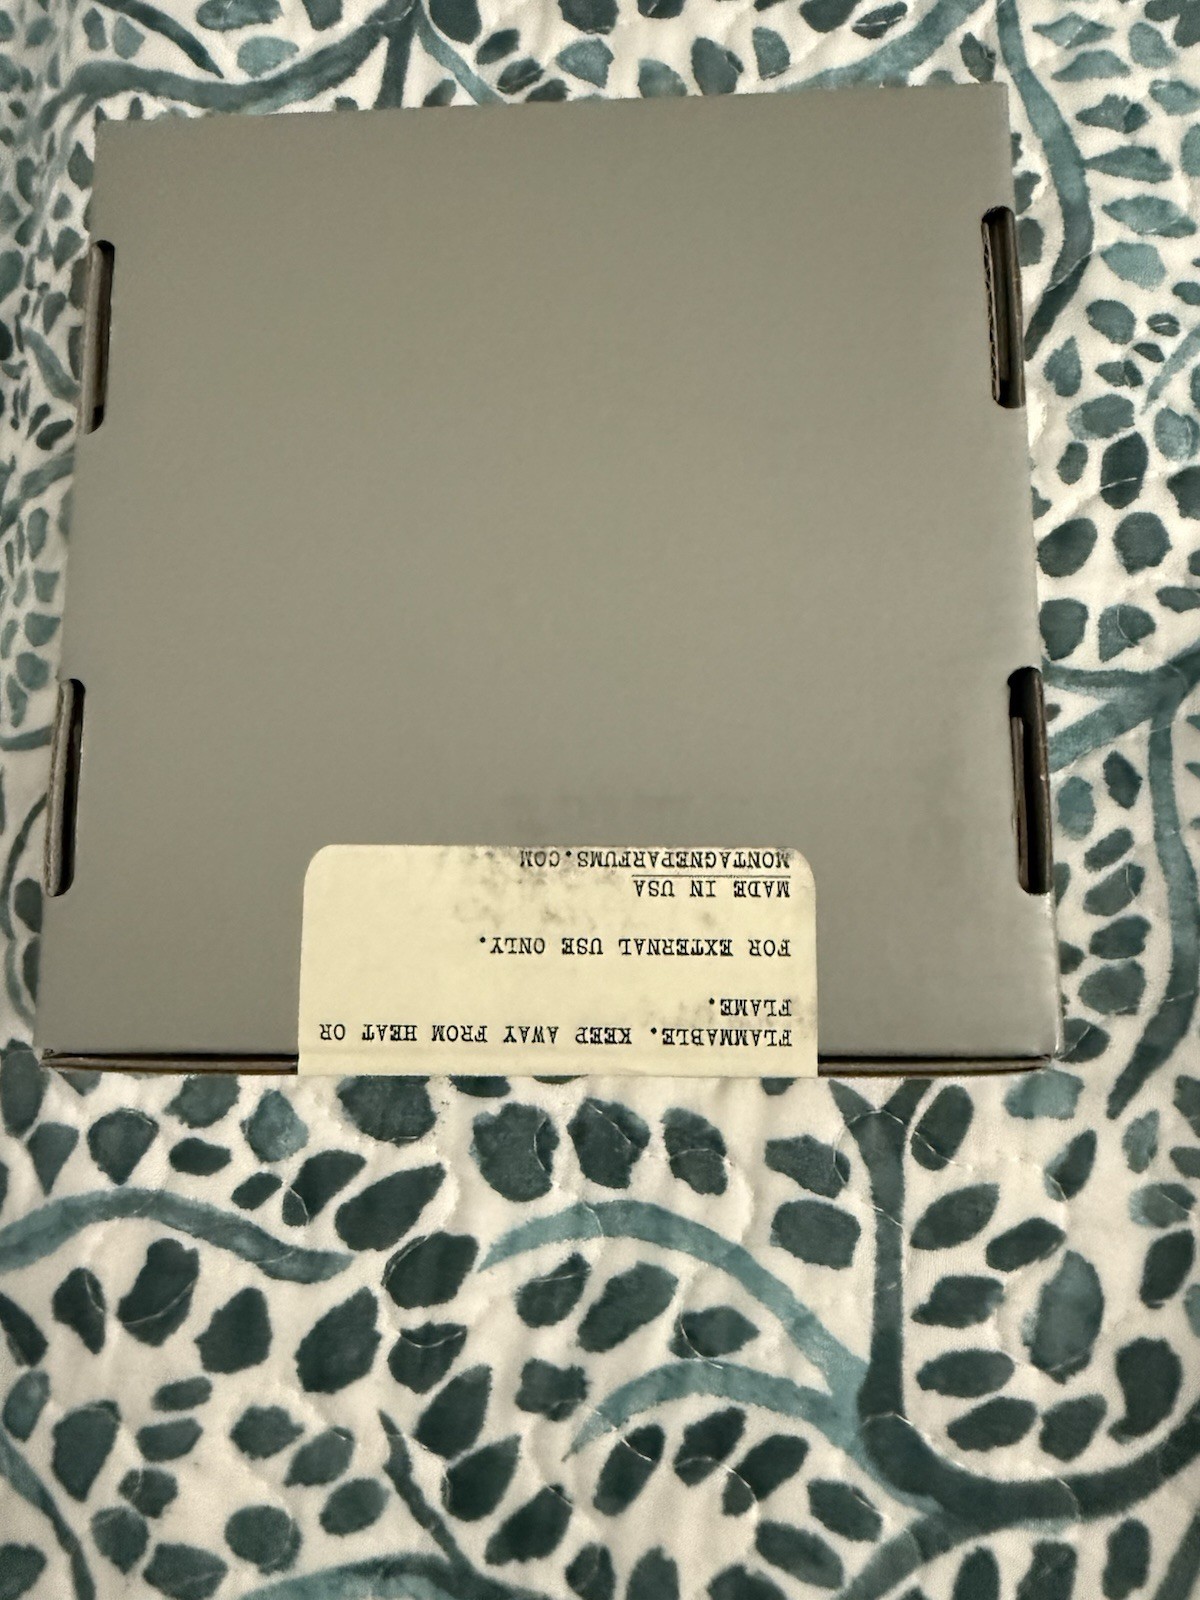 FLAMMABLE. KEEP AWAY FROM HEAT OR
FLAME.
FOR EXTERNAL USE ONLY.
MADE IN USA
MONTAGNEPARFUMS.COM